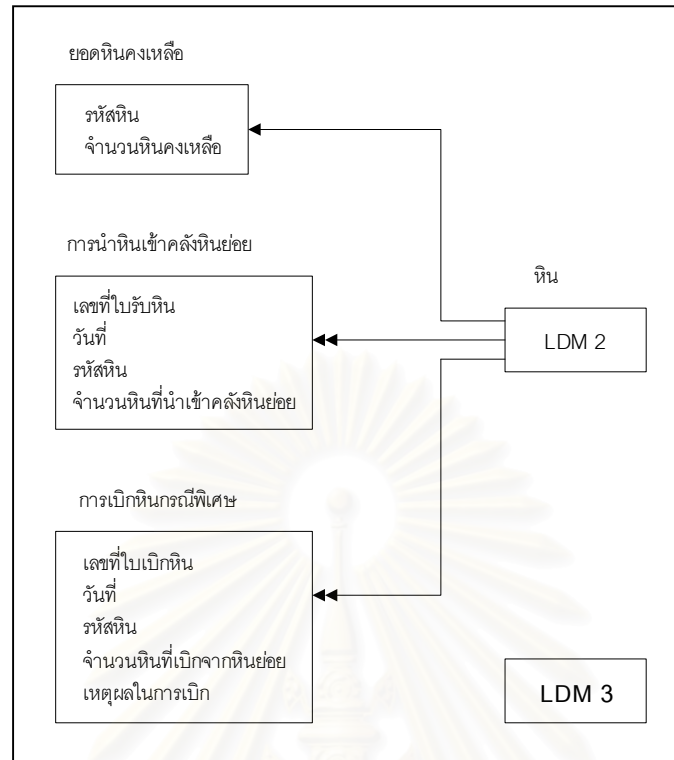 ยอดหินคงเหลือ
รหัสหิน
จำนวนหินคงเหลือ
การนำหินเข้าคลังหินย่อย
เลขที่ใบรับหิน
วันที่
รหัสหิน
จำนวนหินที่นำเข้าคลังหินย่อย
หิน
LDM 2
การเบิกหินกรณีพิเศษ
เลขที่ใบเบิกหิน
วันที่
รหัสหิน
จำนวนหินที่เบิกจากหินย่อย
เหตุผลในการเบิก
LDM 3